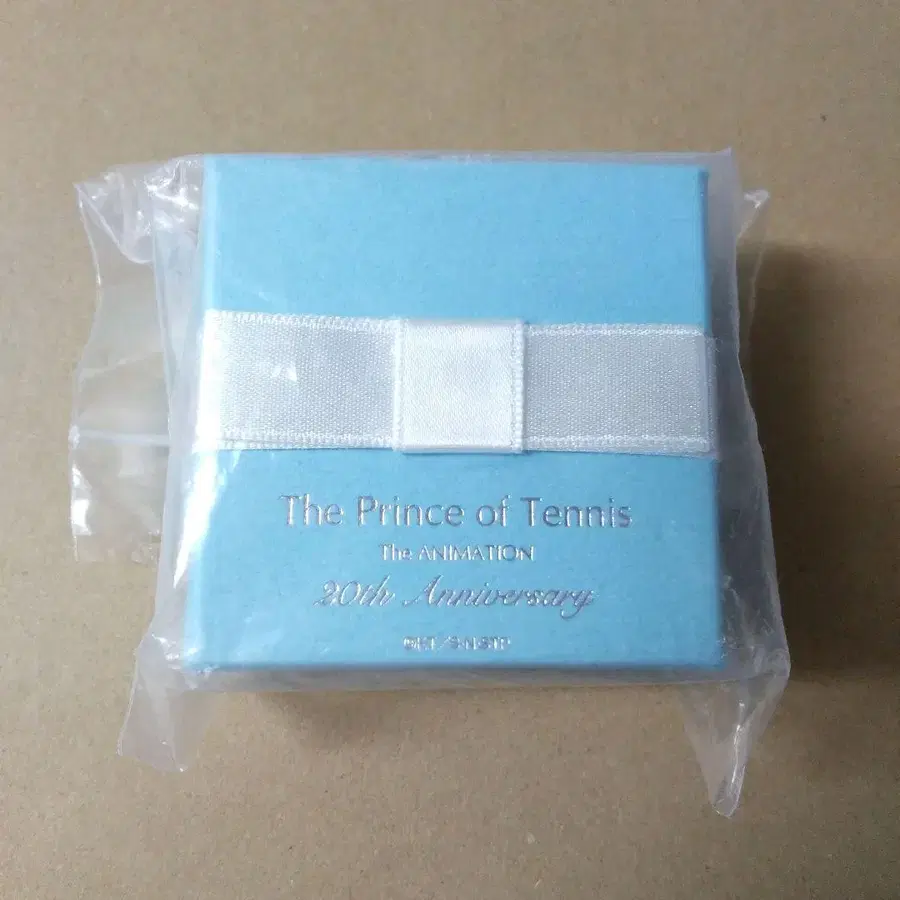 The Prince of Tennis
The ANIMATION
20th Anniversary